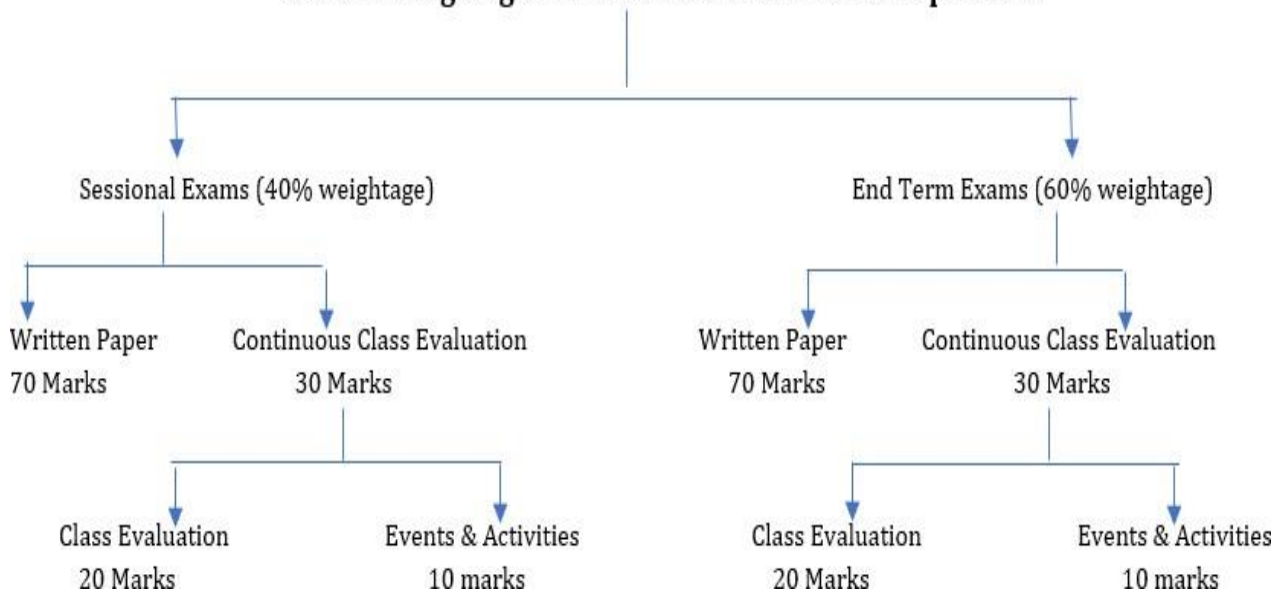 Sessional Exams (40% weightage)
End Term Exams (60% weightage)
Written Paper
70 Marks
Continuous Class Evaluation
30 Marks
Written Paper
70 Marks
Continuous Class Evaluation
30 Marks
Class Evaluation
20 Marks
Events & Activities
10 marks
Class Evaluation
20 Marks
Events & Activities
10 marks